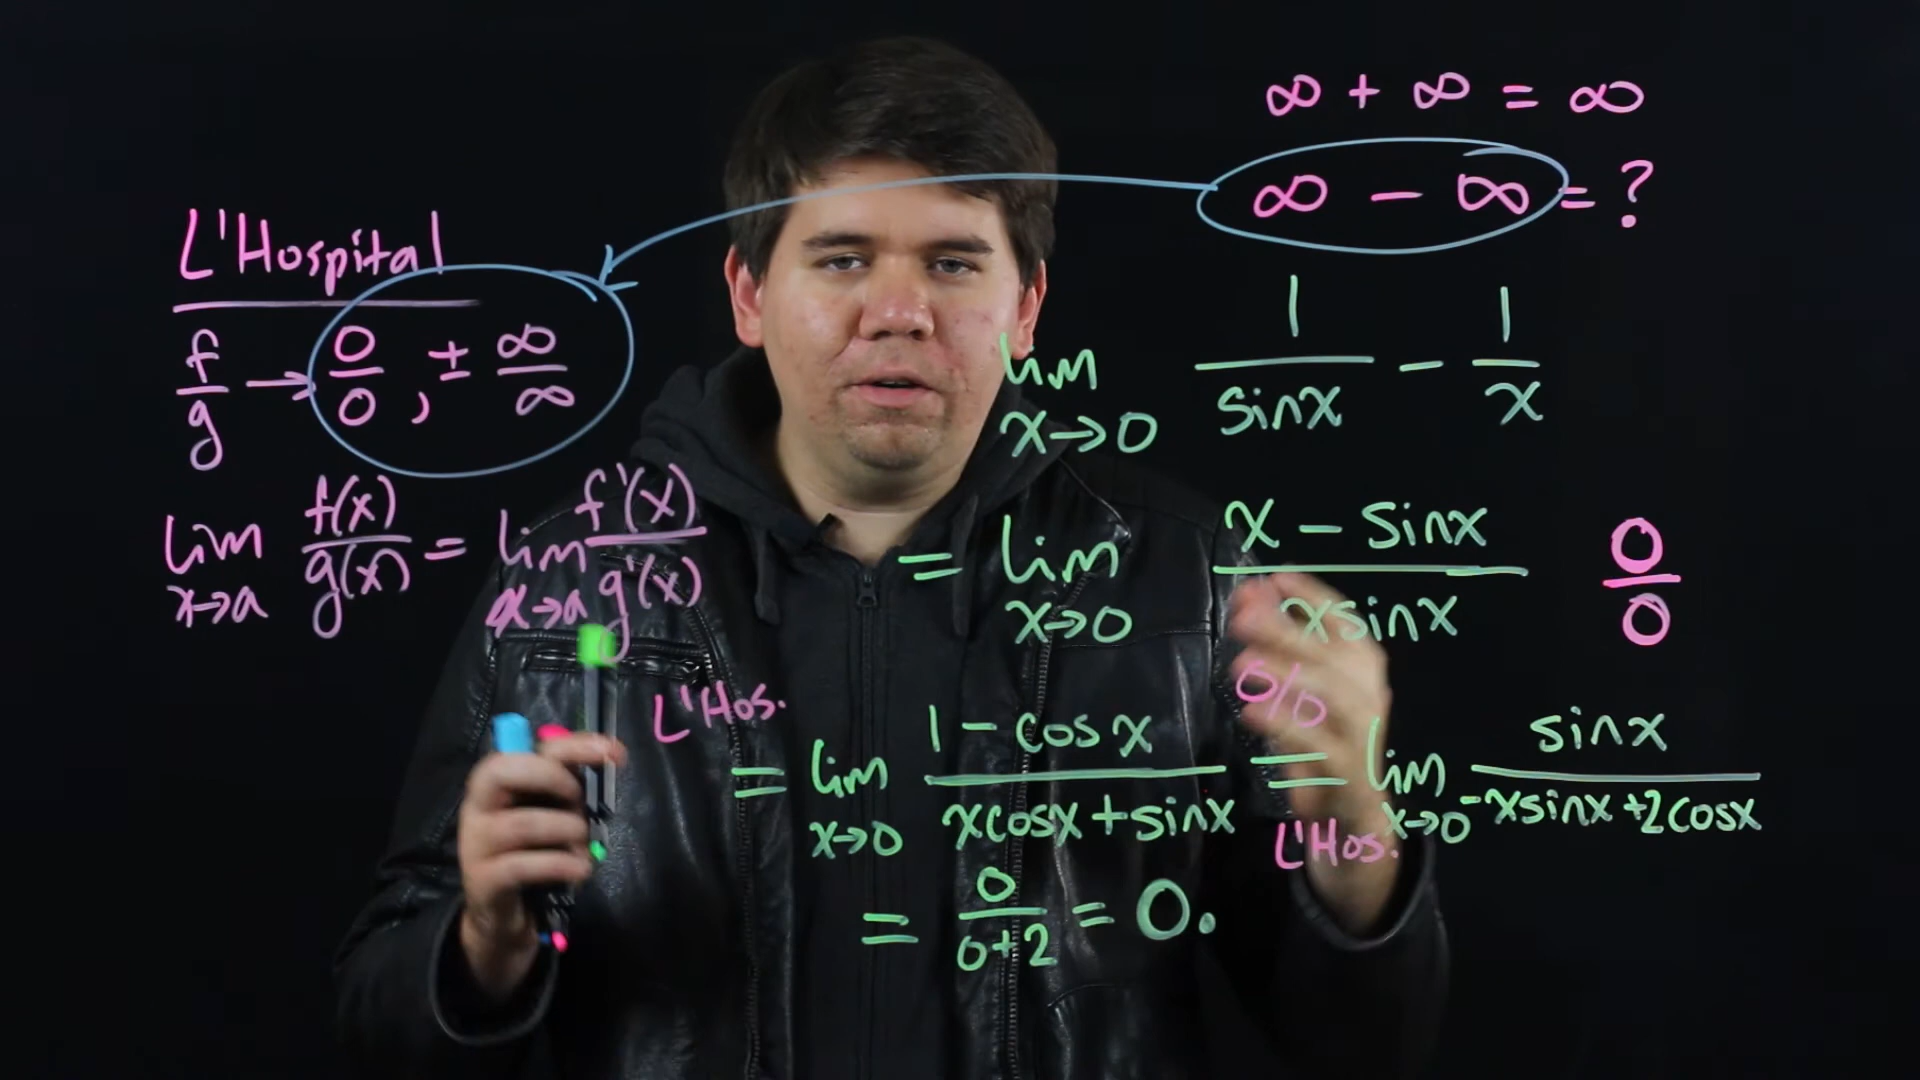 L'Hospital
f/g → 0/0, ± ∞/∞
lim x→a f(x)/g(x) = lim x→a f'(x)/g'(x)
∞ + ∞ = ∞
∞ − ∞ = ?
lim x→0 1/sinx − 1/x
= lim x→0 x − sinx / xsinx 0/0
L'Hos. = lim x→0 1 − cosx / xcosx + sinx 0/0 = L'Hos. lim x→0 sinx / -xsinx + 2cosx
= 0/0+2 = 0.